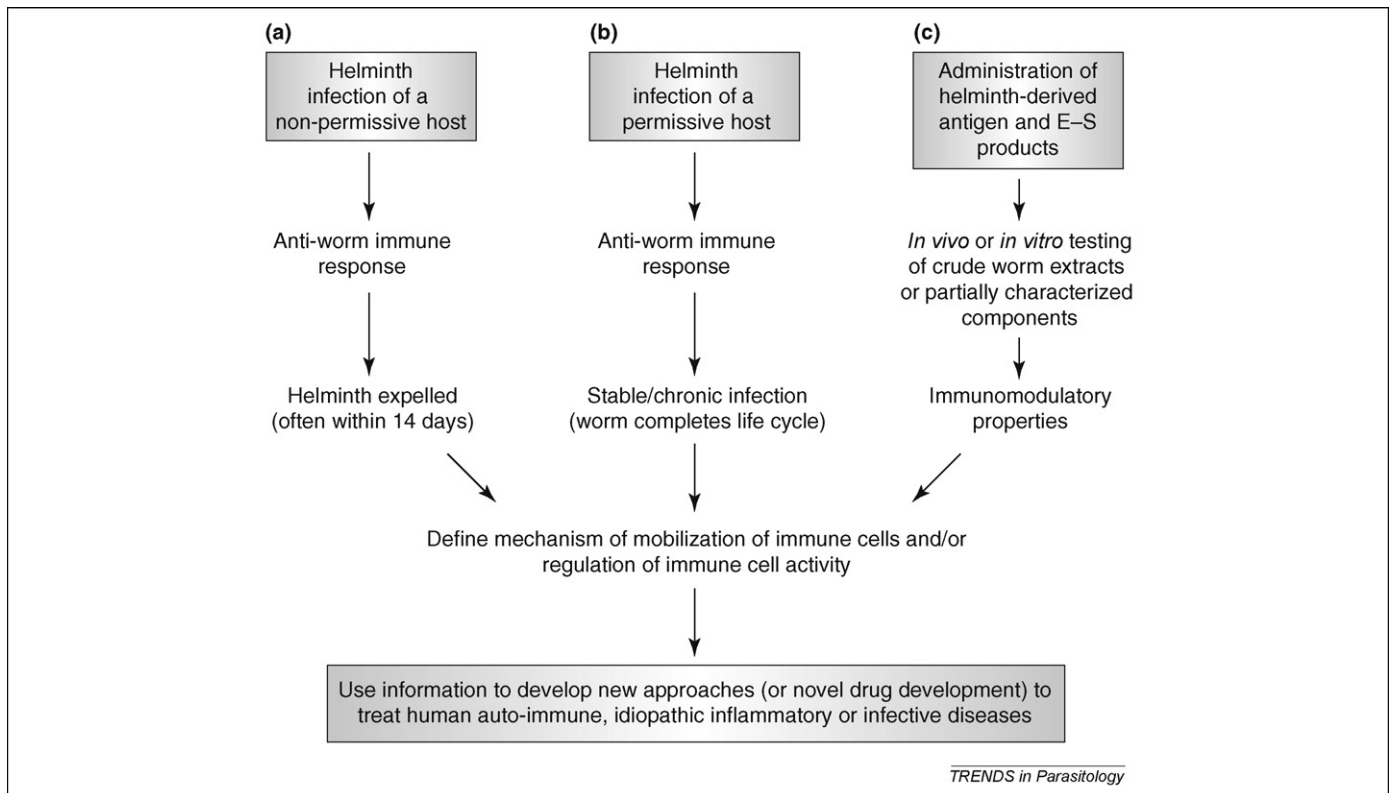 (a)
Helminth
infection of a
non-permissive host
Anti-worm immune
response
Helminth expelled
(often within 14 days)
(b)
Helminth
infection of a
permissive host
Anti-worm immune
response
Stable/chronic infection
(worm completes life cycle)
(c)
Administration of
helminth-derived
antigen and E–S
products
In vivo or in vitro testing
of crude worm extracts
or partially characterized
components
Immunomodulatory
properties
Define mechanism of mobilization of immune cells and/or
regulation of immune cell activity
Use information to develop new approaches (or novel drug development) to
treat human auto-immune, idiopathic inflammatory or infective diseases
TRENDS in Parasitology